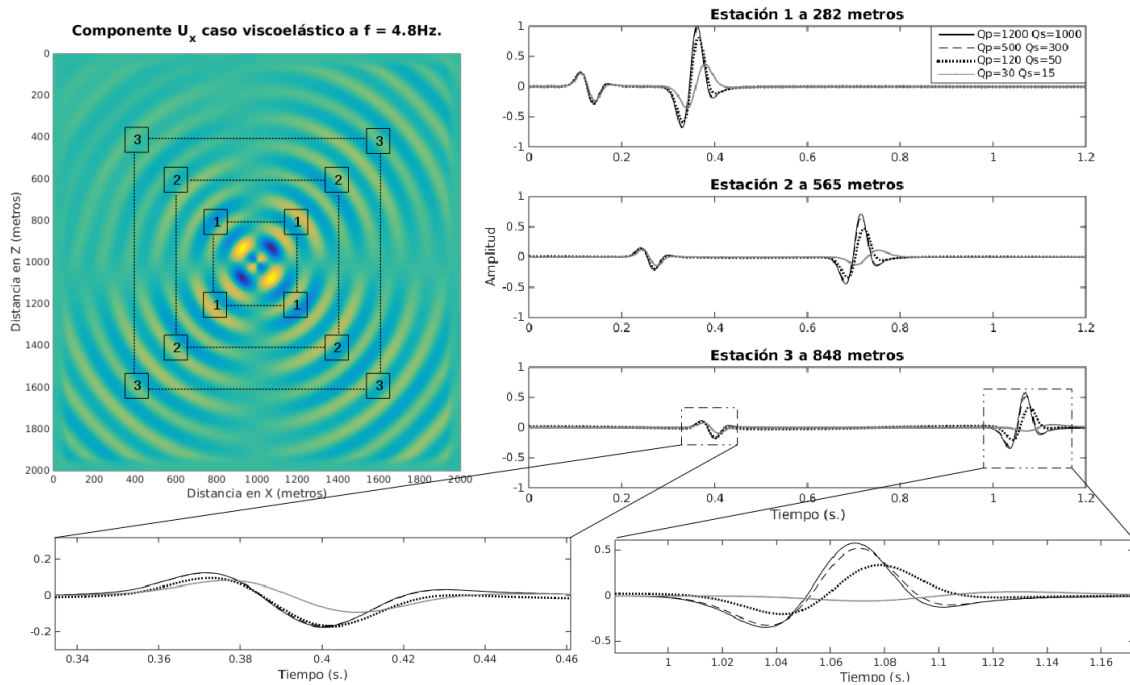 Componente Ux caso viscoelástico a f = 4.8Hz.
0
200
400
600
800
1000
1200
1400
1600
1800
2000
Distancia en Z (metros)
3 3
2 2
1 1
1 1
2 2
3 3
0 200 400 600 800 1000 1200 1400 1600 1800 2000
Distancia en X (metros)
Estación 1 a 282 metros
1
0.5
0
-0.5
-1
Qp=1200 Qs=1000
Qp=500 Qs=300
Qp=120 Qs=50
Qp=30 Qs=15
0 0.2 0.4 0.6 0.8 1 1.2
Estación 2 a 565 metros
1
0.5
0
-0.5
-1
Amplitud
0 0.2 0.4 0.6 0.8 1 1.2
Estación 3 a 848 metros
1
0.5
0
-0.5
-1
0 0.2 0.4 0.6 0.8 1 1.2
Tiempo (s.)
0.2
0
-0.2
0.34 0.36 0.38 0.4 0.42 0.44 0.46
Tiempo (s.)
0.5
0
-0.5
1 1.02 1.04 1.06 1.08 1.1 1.12 1.14 1.16
Tiempo (s.)